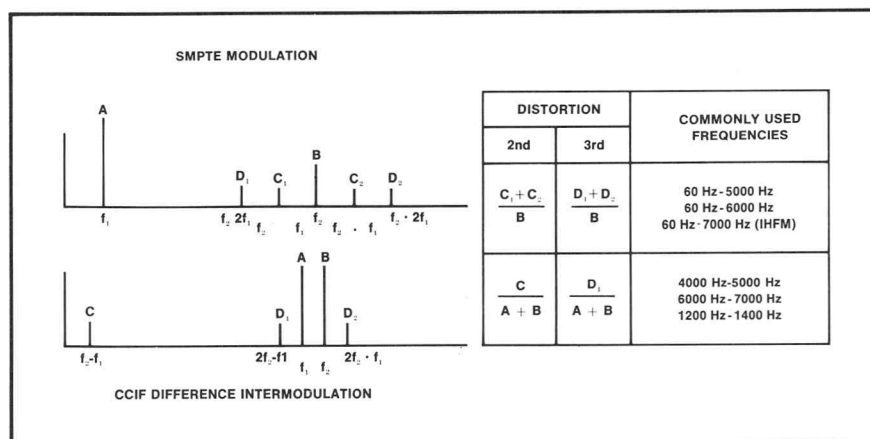 SMPTE MODULATION
A
B
D₁ C₁ C₂ D₂
f₁ f₂ 2f₁ f₂ f₁ f₂ f₂ · f₁ f₂ · 2f₁
A B
C D₁ D₂
f₂-f₁ 2f₂-f1 f₁ f₂ 2f₂ · f₁
CCIF DIFFERENCE INTERMODULATION
DISTORTION
2nd 3rd
COMMONLY USED
FREQUENCIES
C₁ + C₂
B
D₁ + D₂
B
60 Hz - 5000 Hz
60 Hz - 6000 Hz
60 Hz - 7000 Hz (IHFM)
C
A + B
D₁
A + B
4000 Hz-5000 Hz
6000 Hz - 7000 Hz
1200 Hz - 1400 Hz